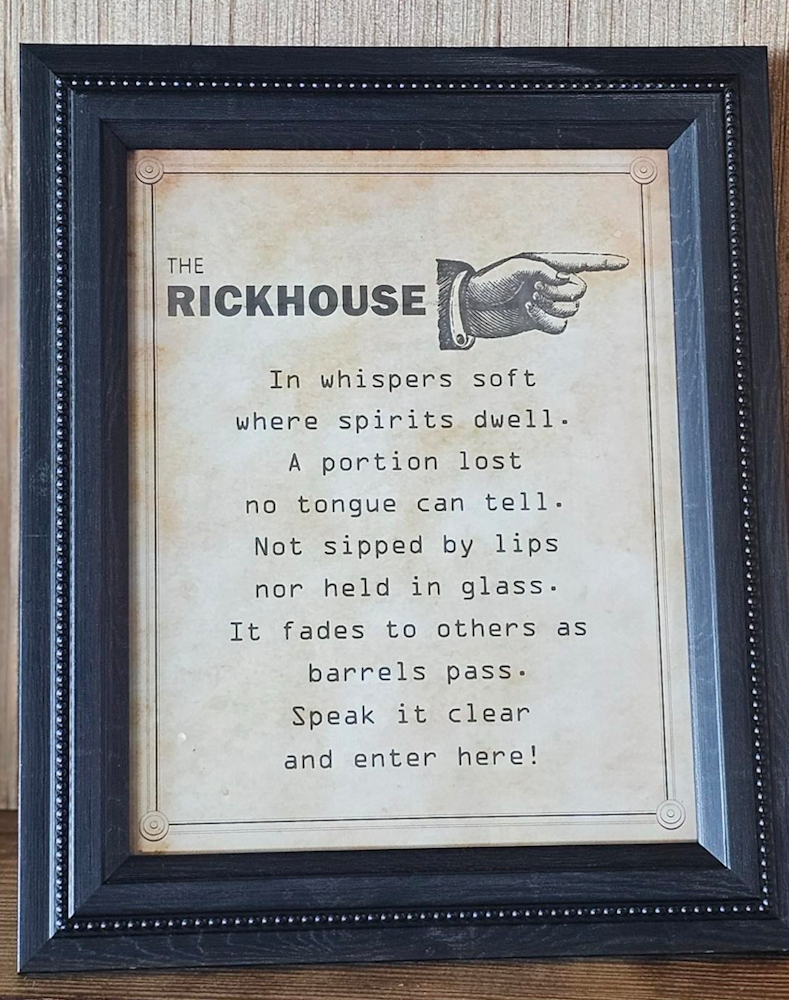 THE
RICKHOUSE
In whispers soft
where spirits dwell.
A portion lost
no tongue can tell.
Not sipped by lips
nor held in glass.
It fades to others as
barrels pass.
Speak it clear
and enter here!